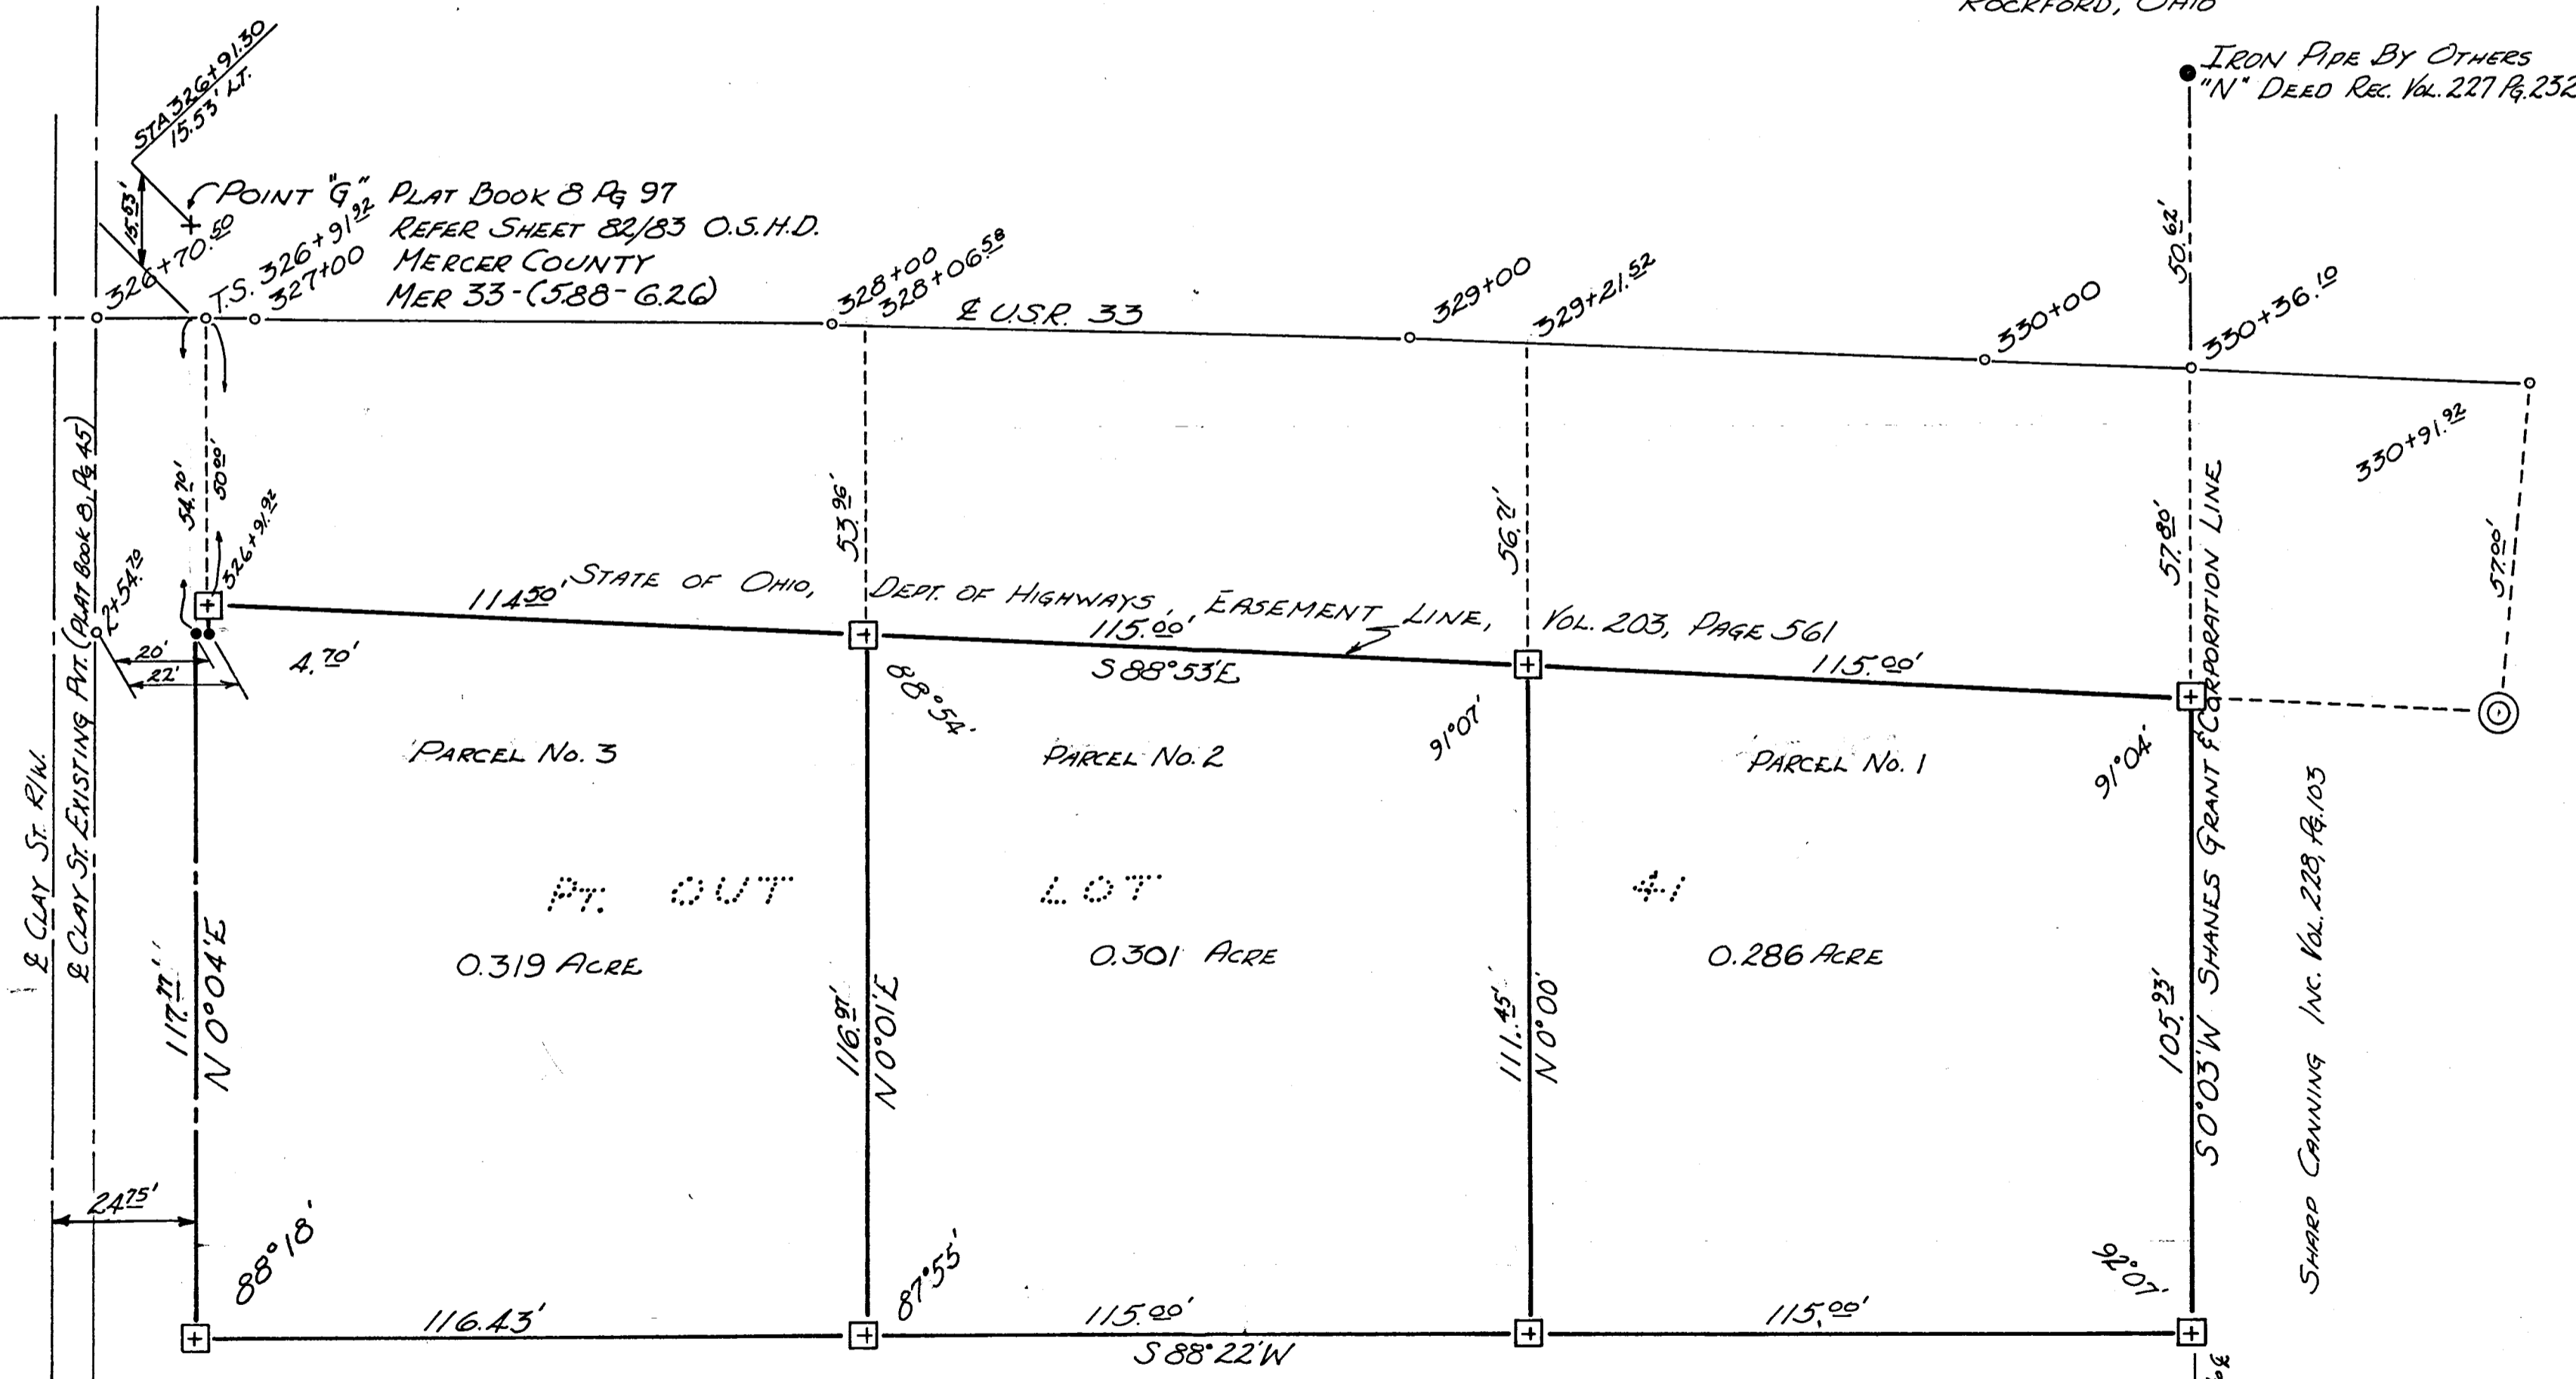 ROCKFORD, OHIO
IRON PIPE BY OTHERS
"N" DEED REC. VOL. 227 PG. 232
STA 326+91.30
15.53' LT.
15.53'
POINT "G" PLAT BOOK 8 PG 97
REFER SHEET 82/83 O.S.H.D.
MERCER COUNTY
MER 33-(5.88-6.26)
326+70.50
T.S. 326+91.92
327+00
328+00
328+06.58
℄ U.S.R. 33
329+00
329+21.52
330+00
330+36.10
330+91.92
50.62'
54.70'
50.00'
326+91.92
53.96'
56.71'
57.80'
57.00'
2+54.70
20'
22'
4.70'
114.50'
STATE OF OHIO, DEPT. OF HIGHWAYS, EASEMENT LINE, VOL. 203, PAGE 561
115.00'
S 88°53'E
115.00'
88°54'
91°07'
91°04'
PARCEL NO. 3
PARCEL NO. 2
PARCEL NO. 1
PT. OUT LOT 41
0.319 ACRE
0.301 ACRE
0.286 ACRE
℄ CLAY ST. R/W.
℄ CLAY ST. EXISTING PVT. (PLAT BOOK 8, PG 45)
117.77'
N 0°04'E
116.97'
N 0°01'E
111.45'
N 0°00'
105.93'
S 0°03'W SHANES GRANT & CORPORATION LINE
SHARP CANNING INC. VOL. 228, PG. 103
24.75'
88°18'
87°55'
92°07'
116.43'
115.00'
S 88°22'W
115.00'